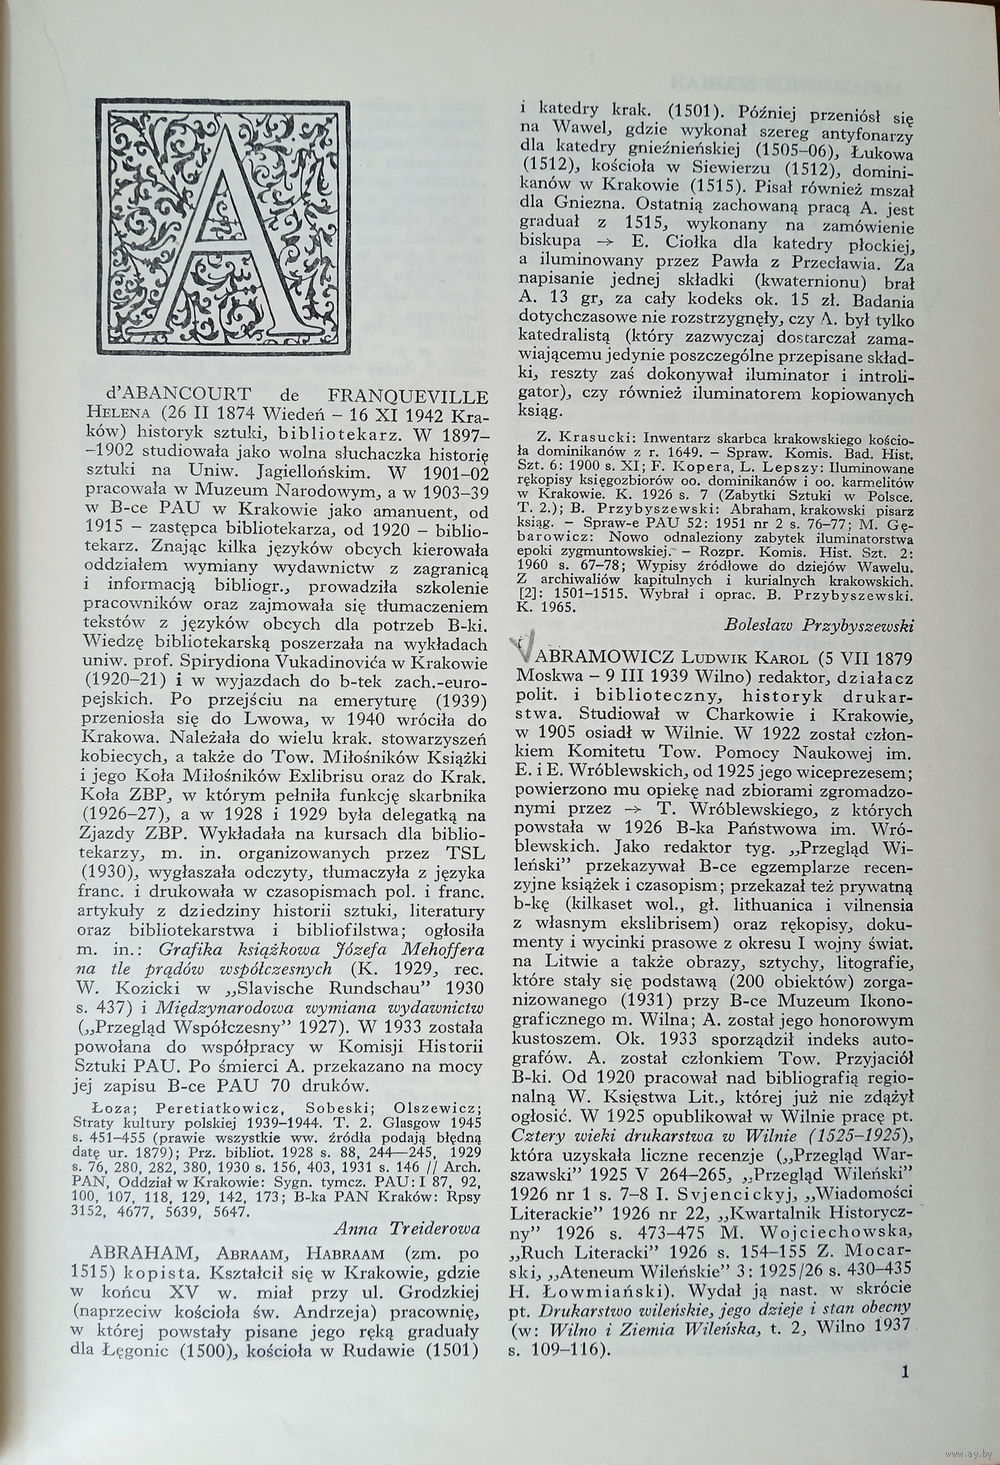 A
d’ABANCOURT de FRANQUEVILLE
HELENA (26 II 1874 Wiedeń – 16 XI 1942 Kra-
ków) historyk sztuki, bibliotekarz. W 1897–
–1902 studiowała jako wolna słuchaczka historię
sztuki na Uniw. Jagiellońskim. W 1901–02
pracowała w Muzeum Narodowym, a w 1903–39
w B-ce PAU w Krakowie jako amanuent, od
1915 – zastępca bibliotekarza, od 1920 – biblio-
tekarz. Znając kilka języków obcych kierowała
oddziałem wymiany wydawnictw z zagranicą
i informacją bibliogr., prowadziła szkolenie
pracowników oraz zajmowała się tłumaczeniem
tekstów z języków obcych dla potrzeb B-ki.
Wiedzę bibliotekarską poszerzała na wykładach
uniw. prof. Spirydiona Vukadinovića w Krakowie
(1920–21) i w wyjazdach do b-tek zach.-euro-
pejskich. Po przejściu na emeryturę (1939)
przeniosła się do Lwowa, w 1940 wróciła do
Krakowa. Należała do wielu krak. stowarzyszeń
kobiecych, a także do Tow. Miłośników Książki
i jego Koła Miłośników Exlibrisu oraz do Krak.
Koła ZBP, w którym pełniła funkcję skarbnika
(1926–27), a w 1928 i 1929 była delegatką na
Zjazdy ZBP. Wykładała na kursach dla biblio-
tekarzy, m. in. organizowanych przez TSL
(1930), wygłaszała odczyty, tłumaczyła z języka
franc. i drukowała w czasopismach pol. i franc.
artykuły z dziedziny historii sztuki, literatury
oraz bibliotekarstwa i bibliofilstwa; ogłosiła
m. in.: Grafika książkowa Józefa Mehoffera
na tle prądów współczesnych (K. 1929, rec.
W. Kozicki w „Slavische Rundschau” 1930
s. 437) i Międzynarodowa wymiana wydawnictw
(„Przegląd Współczesny” 1927). W 1933 została
powołana do współpracy w Komisji Historii
Sztuki PAU. Po śmierci A. przekazano na mocy
jej zapisu B-ce PAU 70 druków.
Łoza; Peretiatkowicz, Sobeski; Olszewicz;
Straty kultury polskiej 1939–1944. T. 2. Glasgow 1945
s. 451–455 (prawie wszystkie ww. źródła podają błędną
datę ur. 1879); Prz. bibliot. 1928 s. 88, 244—245, 1929
s. 76, 280, 282, 380, 1930 s. 156, 403, 1931 s. 146 // Arch.
PAN, Oddział w Krakowie: Sygn. tymcz. PAU: I 87, 92,
100, 107, 118, 129, 142, 173; B-ka PAN Kraków: Rpsy
3152, 4677, 5639, 5647.
Anna Treiderowa
ABRAHAM, ABRAAM, HABRAAM (zm. po
1515) kopista. Kształcił się w Krakowie, gdzie
w końcu XV w. miał przy ul. Grodzkiej
(naprzeciw kościoła św. Andrzeja) pracownię,
w której powstały pisane jego ręką graduały
dla Łęgonic (1500), kościoła w Rudawie (1501)
i katedry krak. (1501). Później przeniósł się
na Wawel, gdzie wykonał szereg antyfonarzy
dla katedry gnieźnieńskiej (1505–06), Łukowa
(1512), kościoła w Siewierzu (1512), domini-
kanów w Krakowie (1515). Pisał również mszał
dla Gniezna. Ostatnią zachowaną pracą A. jest
graduał z 1515, wykonany na zamówienie
biskupa → E. Ciołka dla katedry płockiej,
a iluminowany przez Pawła z Przecławia. Za
napisanie jednej składki (kwaternionu) brał
A. 13 gr, za cały kodeks ok. 15 zł. Badania
dotychczasowe nie rozstrzygnęły, czy A. był tylko
katedralistą (który zazwyczaj dostarczał zama-
wiającemu jedynie poszczególne przepisane skład-
ki, reszty zaś dokonywał iluminator i introli-
gator), czy również iluminatorem kopiowanych
ksiąg.
Z. Krasucki: Inwentarz skarbca krakowskiego kościo-
ła dominikanów z r. 1649. – Spraw. Komis. Bad. Hist.
Szt. 6: 1900 s. XI; F. Kopera, L. Lepszy: Iluminowane
rękopisy księgozbiorów oo. dominikanów i oo. karmelitów
w Krakowie. K. 1926 s. 7 (Zabytki Sztuki w Polsce.
T. 2.); B. Przybyszewski: Abraham, krakowski pisarz
ksiąg. – Spraw-e PAU 52: 1951 nr 2 s. 76–77; M. Gę-
barowicz: Nowo odnaleziony zabytek iluminatorstwa
epoki zygmuntowskiej. – Rozpr. Komis. Hist. Szt. 2:
1960 s. 67–78; Wypisy źródłowe do dziejów Wawelu.
Z archiwaliów kapitulnych i kurialnych krakowskich.
[2]: 1501–1515. Wybrał i oprac. B. Przybyszewski.
K. 1965.
Bolesław Przybyszewski
ABRAMOWICZ LUDWIK KAROL (5 VII 1879
Moskwa – 9 III 1939 Wilno) redaktor, działacz
polit. i biblioteczny, historyk drukar-
stwa. Studiował w Charkowie i Krakowie,
w 1905 osiadł w Wilnie. W 1922 został człon-
kiem Komitetu Tow. Pomocy Naukowej im.
E. i E. Wróblewskich, od 1925 jego wiceprezesem;
powierzono mu opiekę nad zbiorami zgromadzo-
nymi przez → T. Wróblewskiego, z których
powstała w 1926 B-ka Państwowa im. Wró-
blewskich. Jako redaktor tyg. „Przegląd Wi-
leński” przekazywał B-ce egzemplarze recen-
zyjne książek i czasopism; przekazał też prywatną
b-kę (kilkaset wol., gł. lithuanica i vilnensia
z własnym ekslibrisem) oraz rękopisy, doku-
menty i wycinki prasowe z okresu I wojny świat.
na Litwie a także obrazy, sztychy, litografie,
które stały się podstawą (200 obiektów) zorga-
nizowanego (1931) przy B-ce Muzeum Ikono-
graficznego m. Wilna; A. został jego honorowym
kustoszem. Ok. 1933 sporządził indeks auto-
grafów. A. został członkiem Tow. Przyjaciół
B-ki. Od 1920 pracował nad bibliografią regio-
nalną W. Księstwa Lit., której już nie zdążył
ogłosić. W 1925 opublikował w Wilnie pracę pt.
Cztery wieki drukarstwa w Wilnie (1525–1925),
która uzyskała liczne recenzje („Przegląd War-
szawski” 1925 V 264–265, „Przegląd Wileński”
1926 nr 1 s. 7–8 I. Svjencickyj, „Wiadomości
Literackie” 1926 nr 22, „Kwartalnik Historycz-
ny” 1926 s. 473–475 M. Wojciechowska,
„Ruch Literacki” 1926 s. 154–155 Z. Mocar-
ski, „Ateneum Wileńskie” 3: 1925/26 s. 430–435
H. Łowmiański). Wydał ją nast. w skrócie
pt. Drukarstwo wileńskie, jego dzieje i stan obecny
(w: Wilno i Ziemia Wileńska, t. 2, Wilno 1937
s. 109–116).
1
www.ay.by